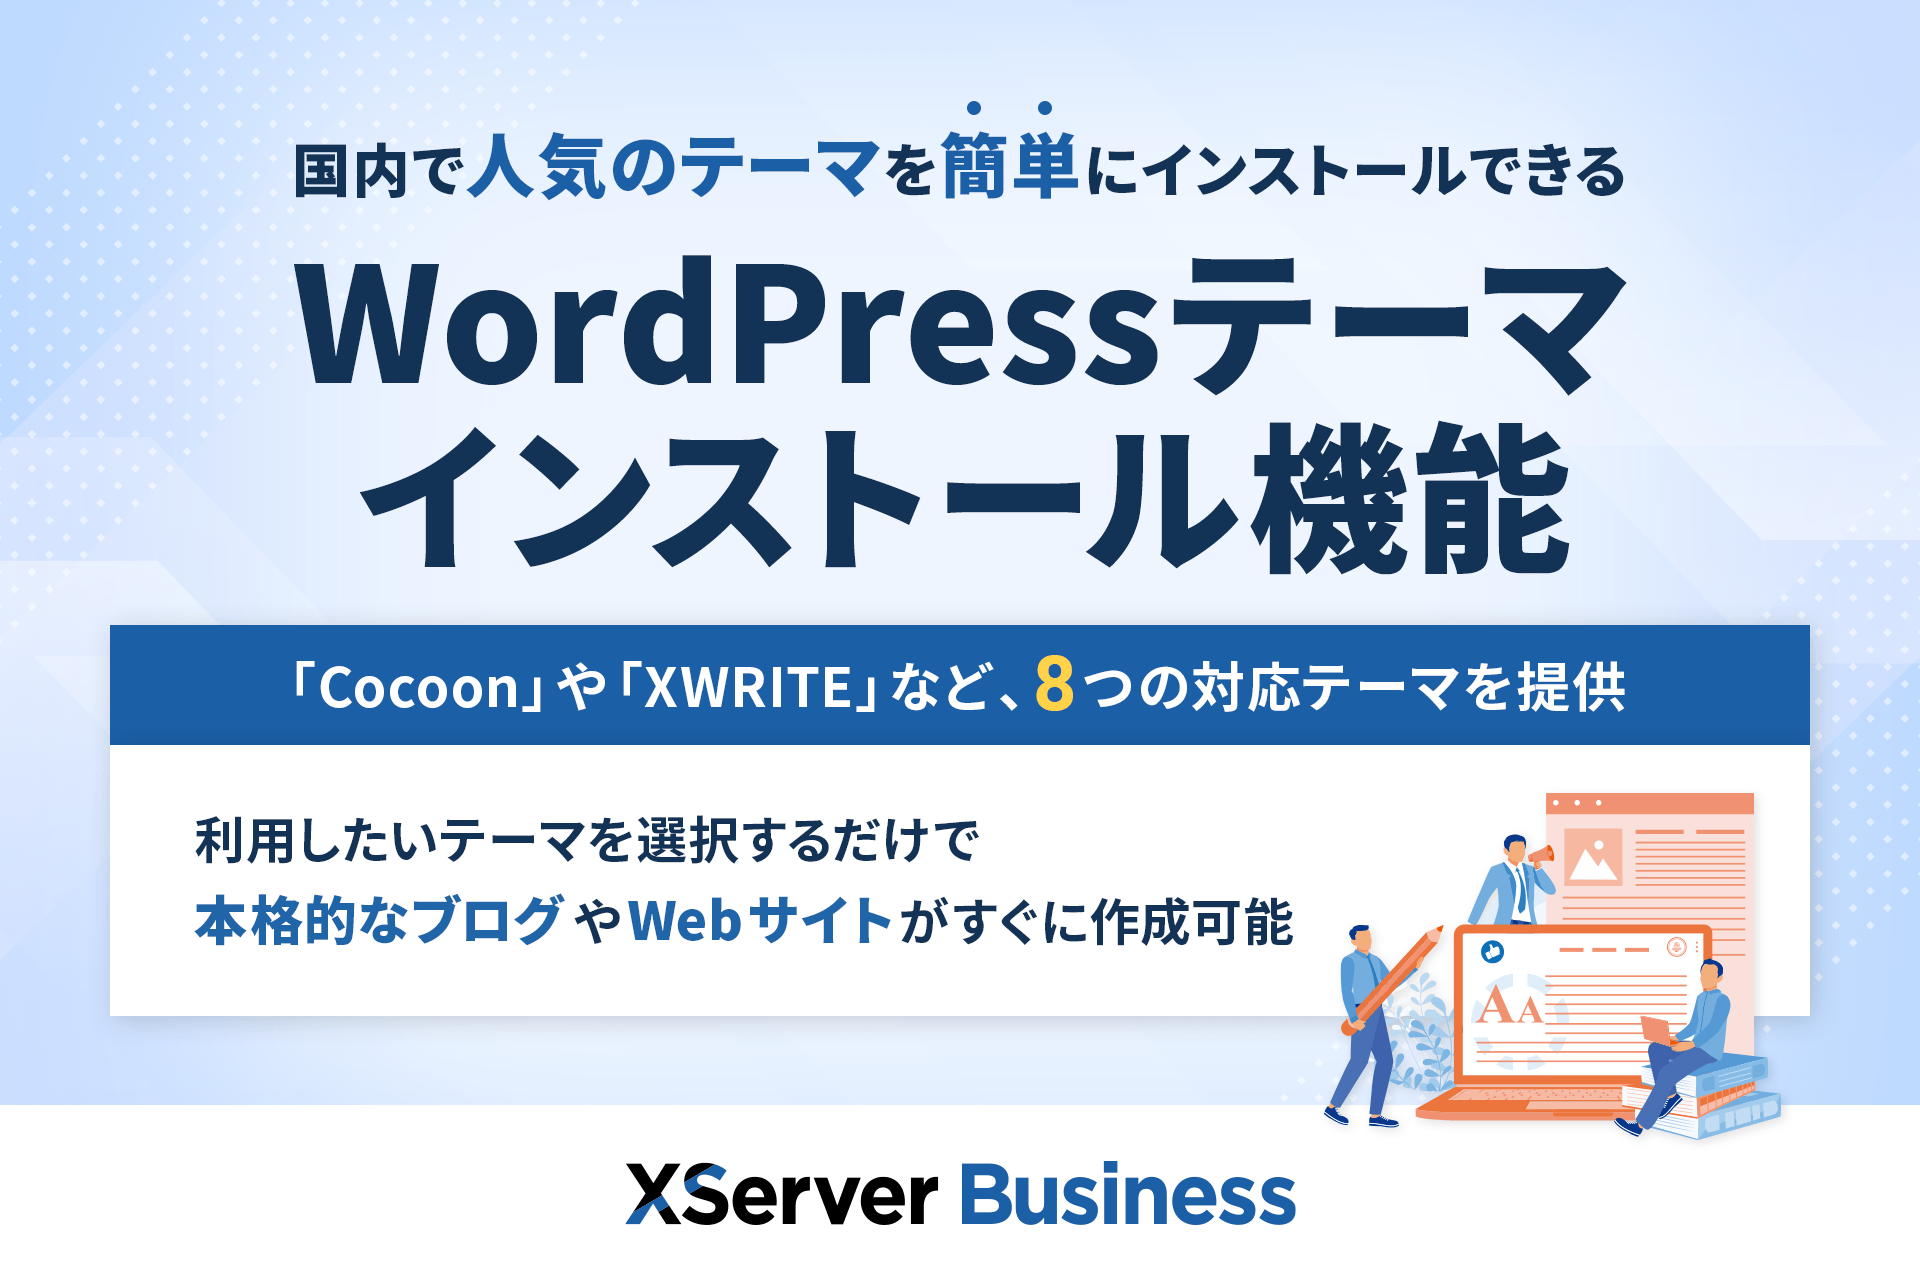 国内で人気のテーマを簡単にインストールできる
WordPressテーマ
インストール機能
「Cocoon」や「XWRITE」など、8つの対応テーマを提供
利用したいテーマを選択するだけで
本格的なブログやWebサイトがすぐに作成可能
AA
XServer Business